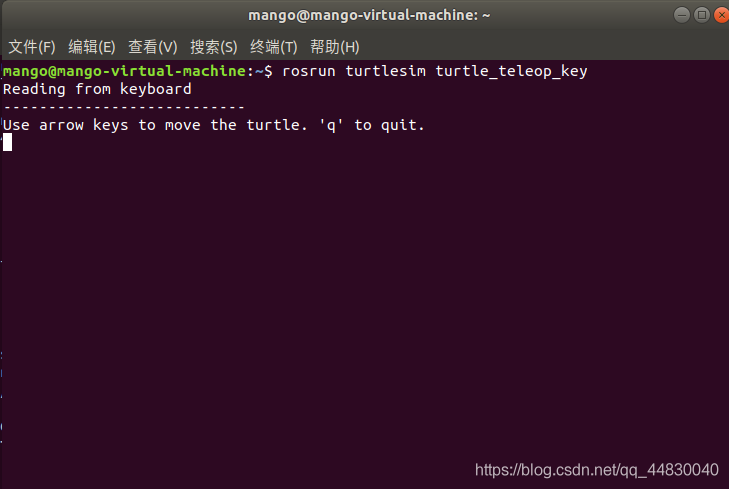 mango@mango-virtual-machine: ~
文件(F) 编辑(E) 查看(V) 搜索(S) 终端(T) 帮助(H)
mango@mango-virtual-machine:~$ rosrun turtlesim turtle_teleop_key
Reading from keyboard
---------------------------
Use arrow keys to move the turtle. 'q' to quit.
https://blog.csdn.net/qq_44830040